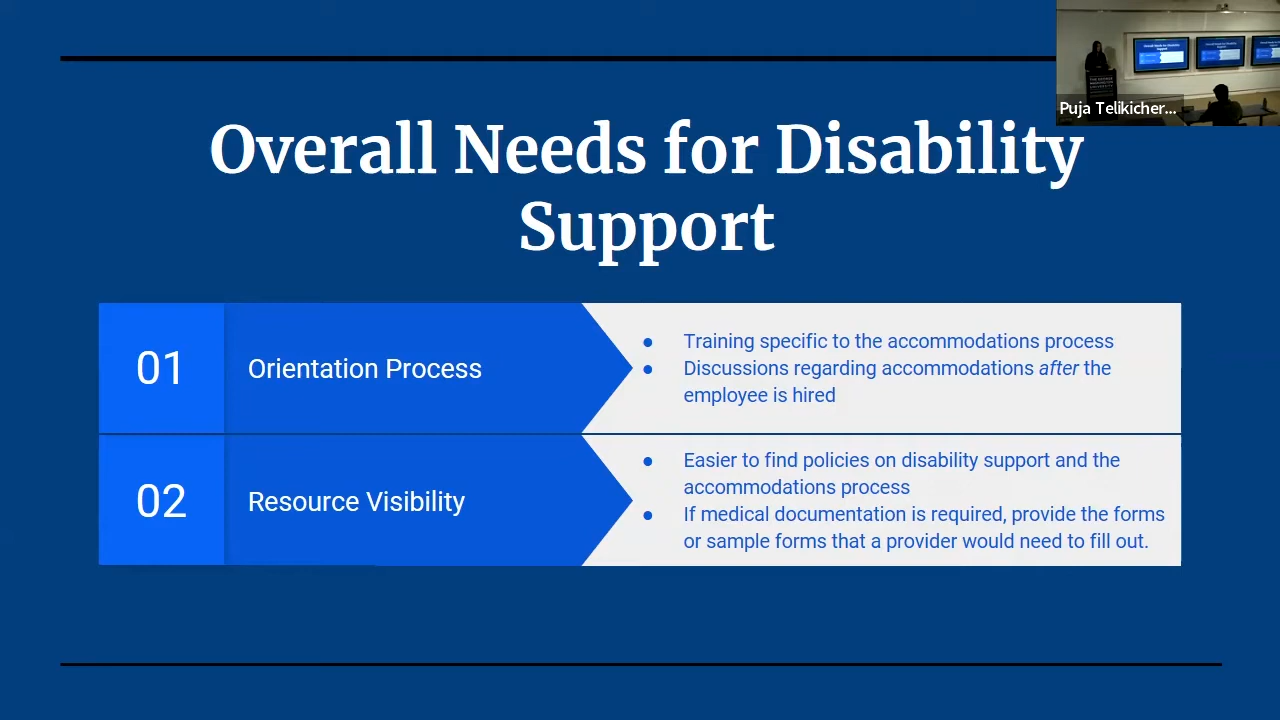 Overall Needs for Disability
Support
Puja Telikicher...
01
Orientation Process
● Training specific to the accommodations process
● Discussions regarding accommodations after the
employee is hired
02
Resource Visibility
● Easier to find policies on disability support and the
accommodations process
● If medical documentation is required, provide the forms
or sample forms that a provider would need to fill out.